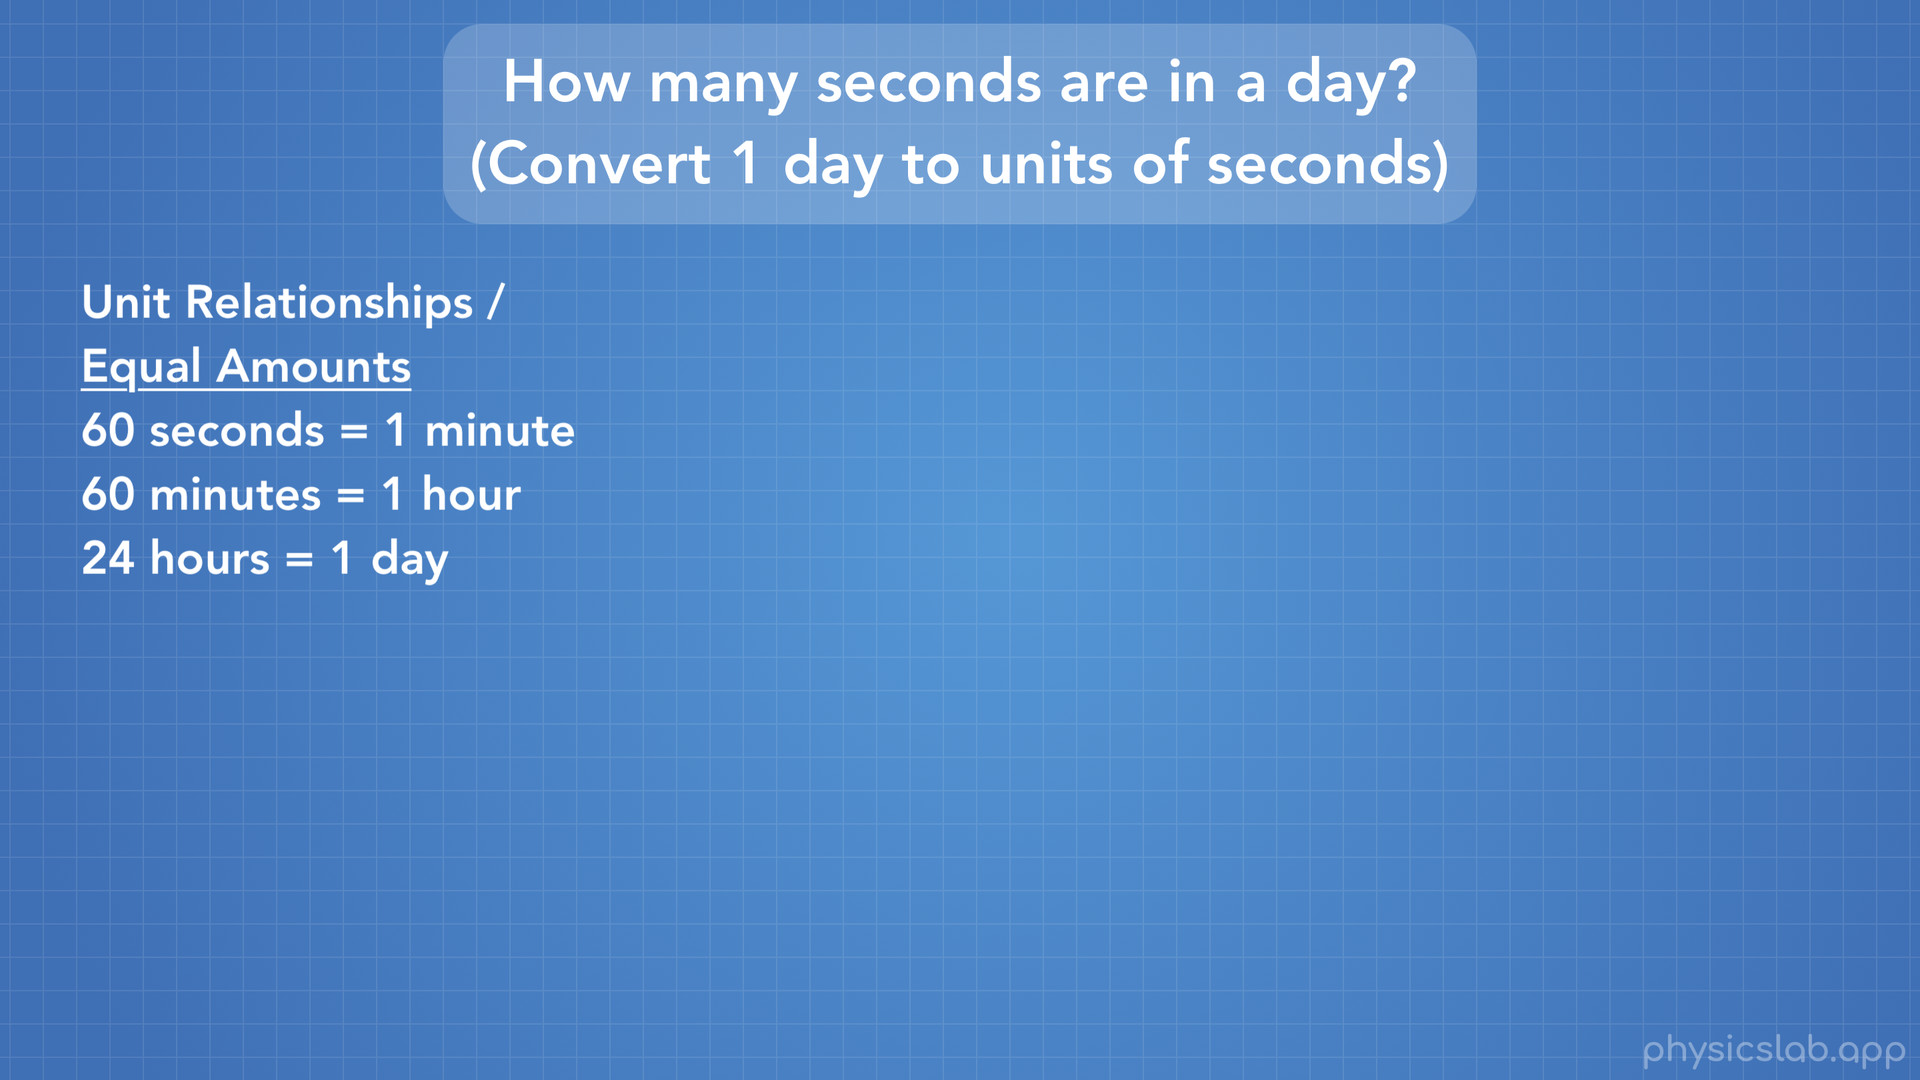 How many seconds are in a day?
(Convert 1 day to units of seconds)
Unit Relationships /
Equal Amounts
60 seconds = 1 minute
60 minutes = 1 hour
24 hours = 1 day
physicslab.app